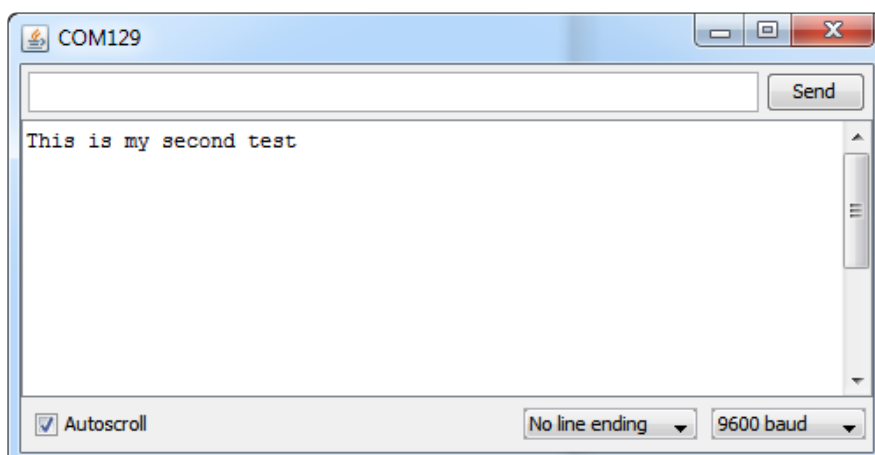 COM129
Send
This is my second test
Autoscroll
No line ending
9600 baud